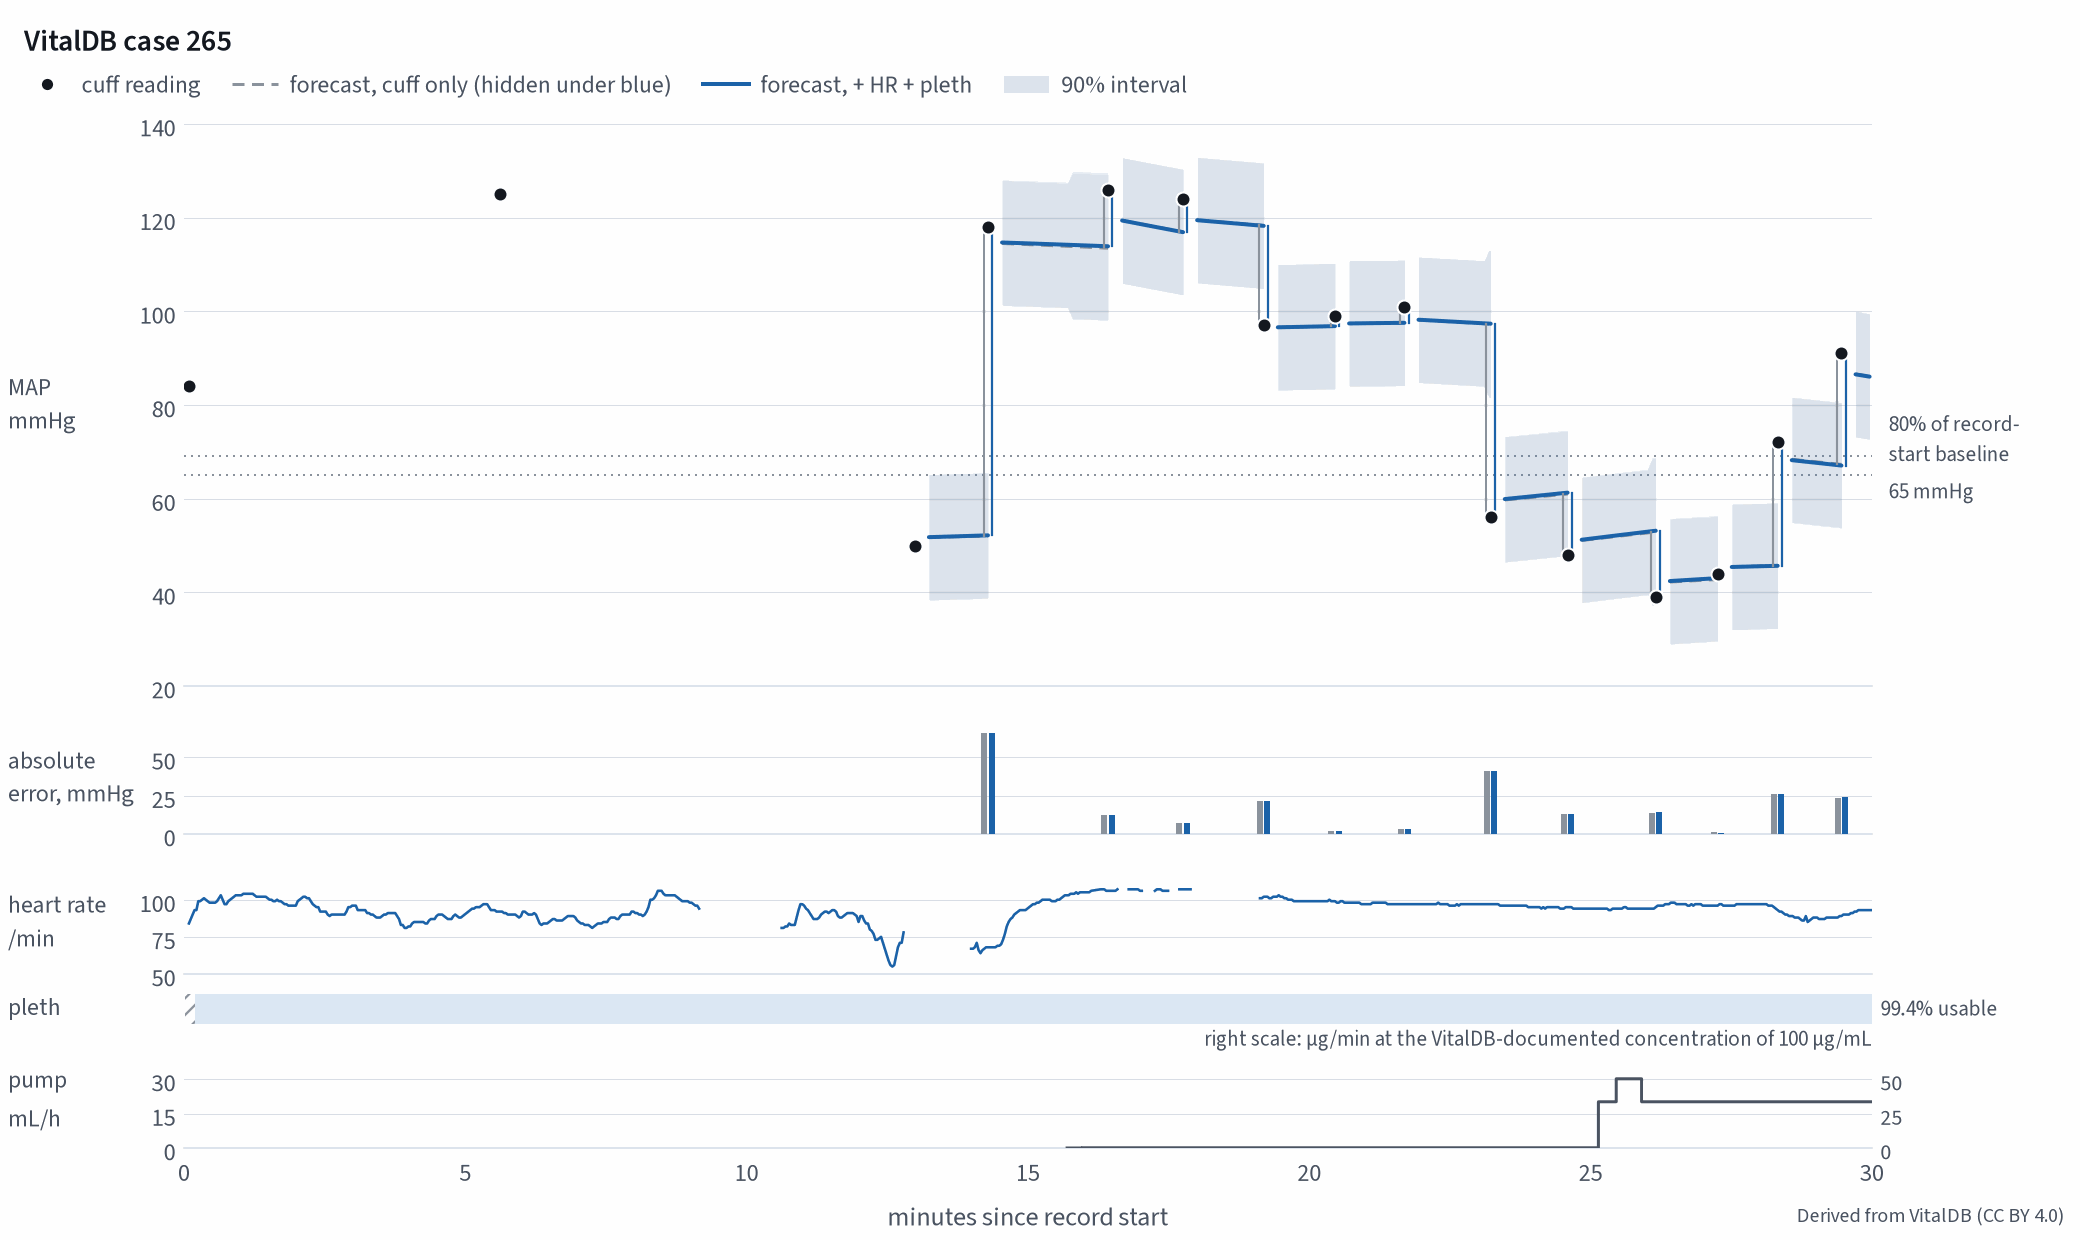 VitalDB case 265
cuff reading
forecast, cuff only (hidden under blue)
forecast, + HR + pleth
90% interval
140
120
100
80
60
40
20
MAP
mmHg
80% of record-
start baseline
65 mmHg
absolute
error, mmHg
50
25
0
heart rate
/min
100
75
50
pleth
99.4% usable
right scale: µg/min at the VitalDB-documented concentration of 100 µg/mL
pump
mL/h
30
15
0
50
25
0
0 5 10 15 20 25 30
minutes since record start
Derived from VitalDB (CC BY 4.0)